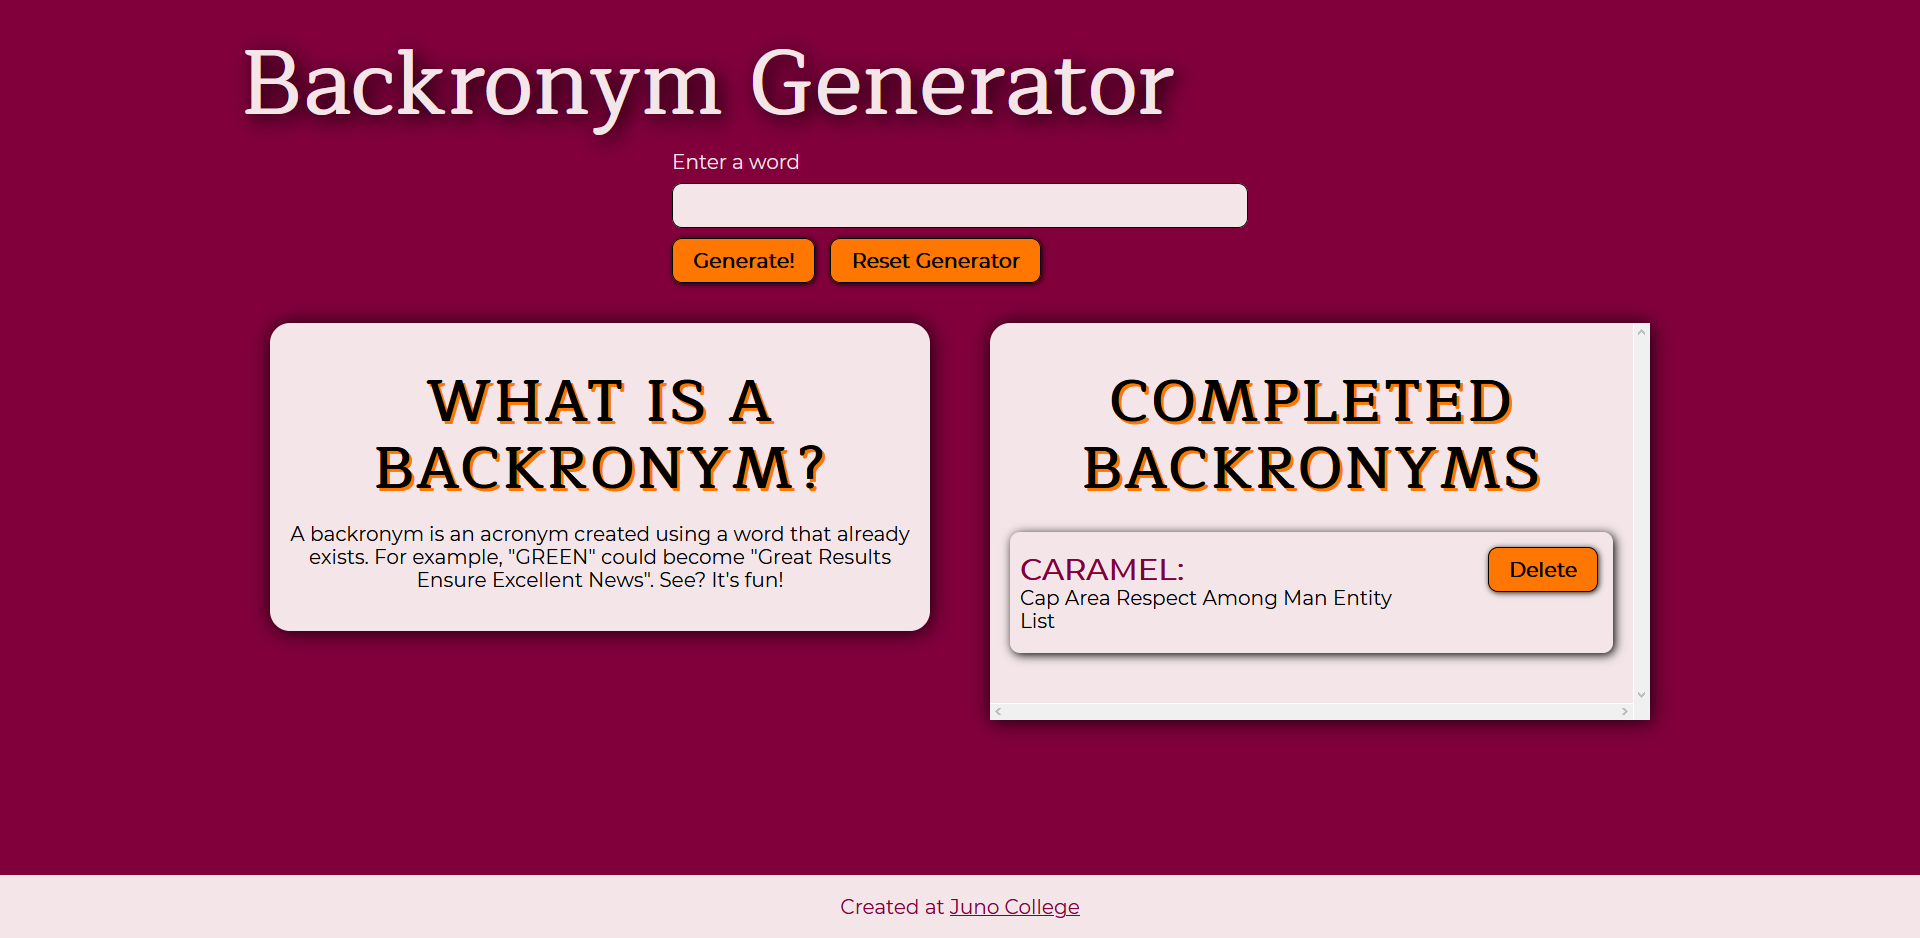 Backronym Generator
Enter a word
Generate!
Reset Generator
WHAT IS A
BACKRONYM?
A backronym is an acronym created using a word that already
exists. For example, "GREEN" could become "Great Results
Ensure Excellent News". See? It's fun!
COMPLETED
BACKRONYMS
CARAMEL:
Cap Area Respect Among Man Entity
List
Delete
Created at Juno College